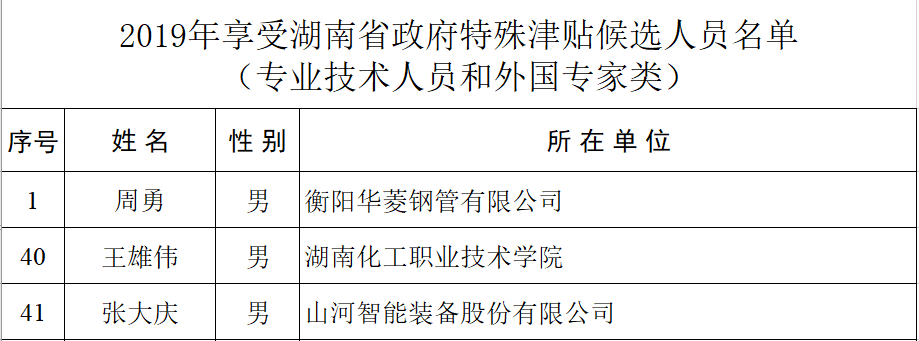 2019年享受湖南省政府特殊津贴候选人员名单
（专业技术人员和外国专家类）
序号 姓名 性别 所在单位
1 周勇 男 衡阳华菱钢管有限公司
40 王雄伟 男 湖南化工职业技术学院
41 张大庆 男 山河智能装备股份有限公司